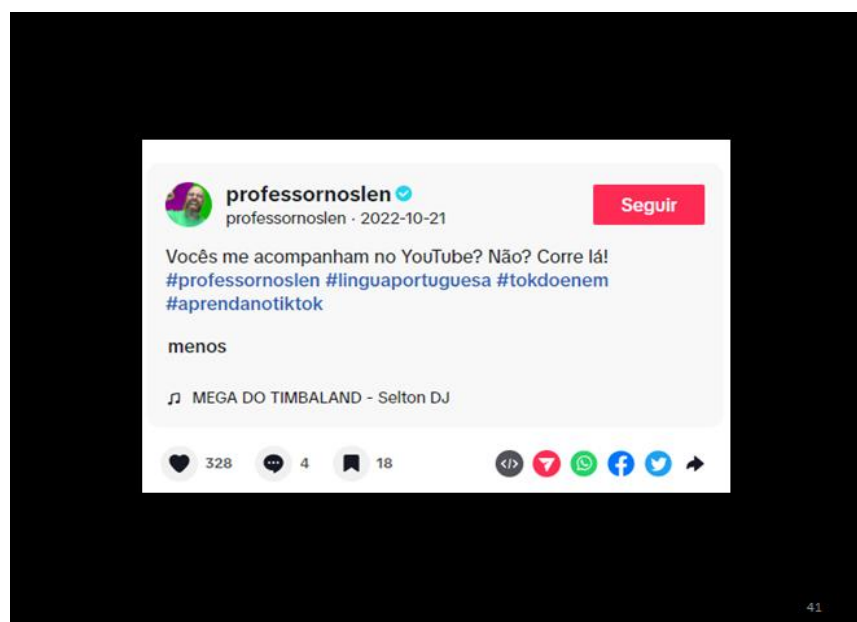 professornoslen
professornoslen · 2022-10-21
Seguir
Vocês me acompanham no YouTube? Não? Corre lá!
#professornoslen #linguaportuguesa #tokdoenem
#aprendanotiktok
menos
MEGA DO TIMBALAND - Selton DJ
328 4 18
41